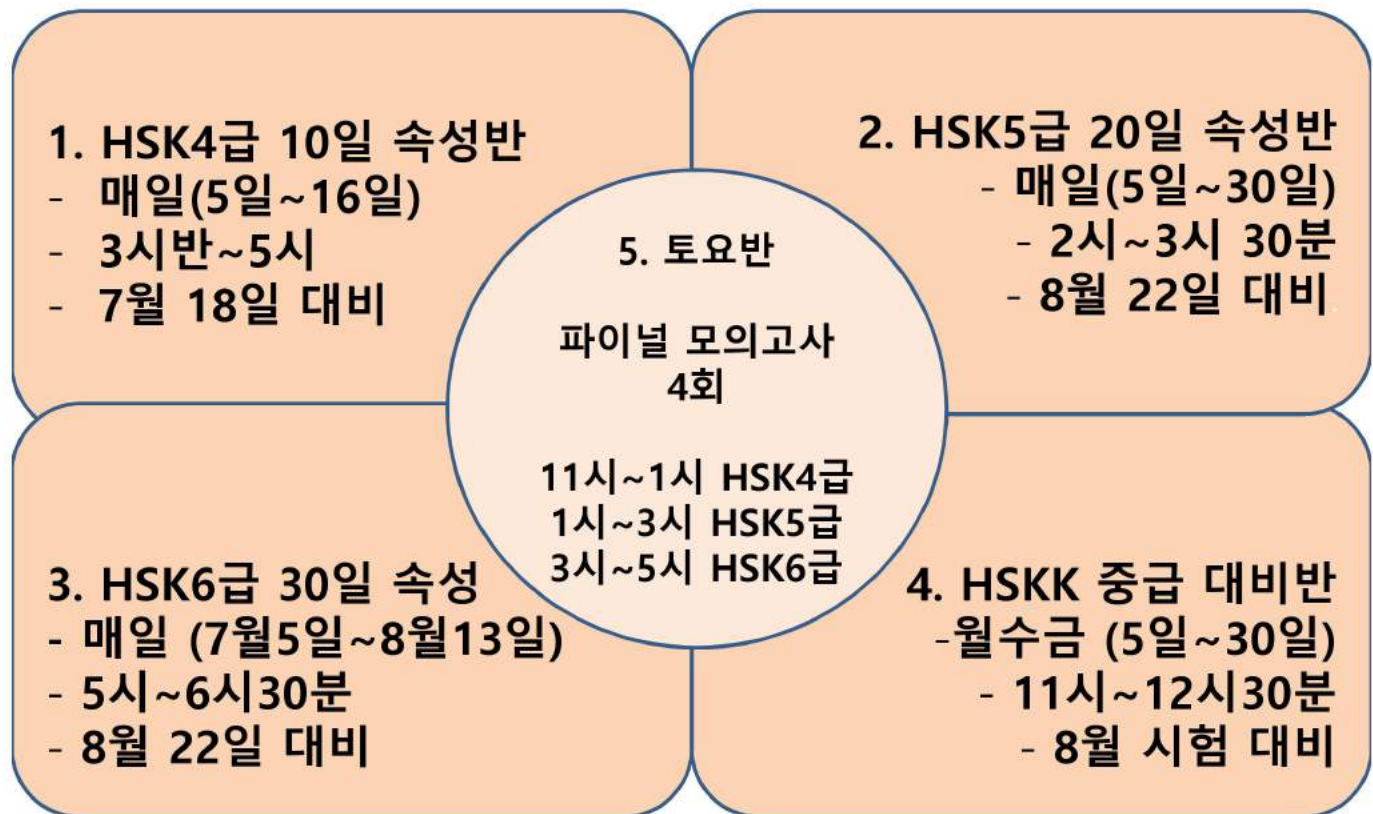 1. HSK4급 10일 속성반
- 매일(5일~16일)
- 3시반~5시
- 7월 18일 대비
2. HSK5급 20일 속성반
- 매일(5일~30일)
- 2시~3시 30분
- 8월 22일 대비
5. 토요반
파이널 모의고사
4회
11시~1시 HSK4급
1시~3시 HSK5급
3시~5시 HSK6급
3. HSK6급 30일 속성
- 매일 (7월5일~8월13일)
- 5시~6시30분
- 8월 22일 대비
4. HSKK 중급 대비반
-월수금 (5일~30일)
- 11시~12시30분
- 8월 시험 대비